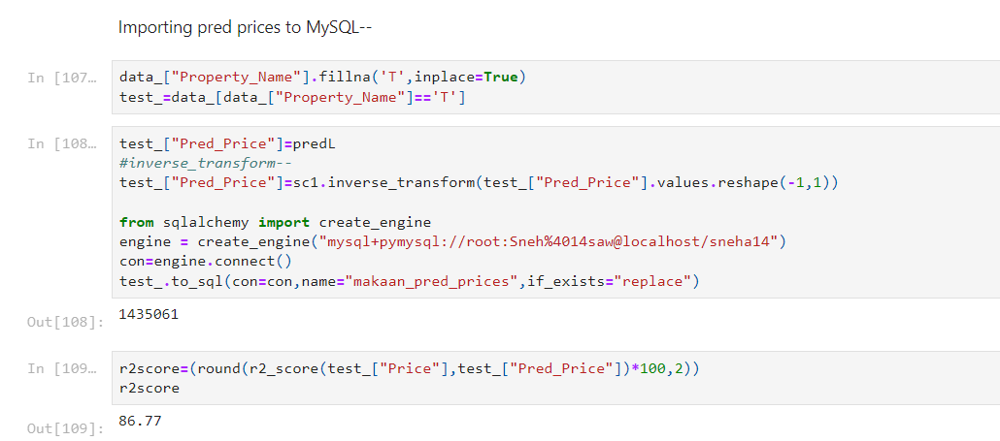 Importing pred prices to MySQL--
In [107…
data_["Property_Name"].fillna('T',inplace=True)
test_=data_[data_["Property_Name"]=='T']
In [108…
test_["Pred_Price"]=predL
#inverse_transform--
test_["Pred_Price"]=sc1.inverse_transform(test_["Pred_Price"].values.reshape(-1,1))
from sqlalchemy import create_engine
engine = create_engine("mysql+pymysql://root:Sneh%4014saw@localhost/sneha14")
con=engine.connect()
test_.to_sql(con=con,name="makaan_pred_prices",if_exists="replace")
Out[108]:
1435061
In [109…
r2score=(round(r2_score(test_["Price"],test_["Pred_Price"])*100,2))
r2score
Out[109]:
86.77